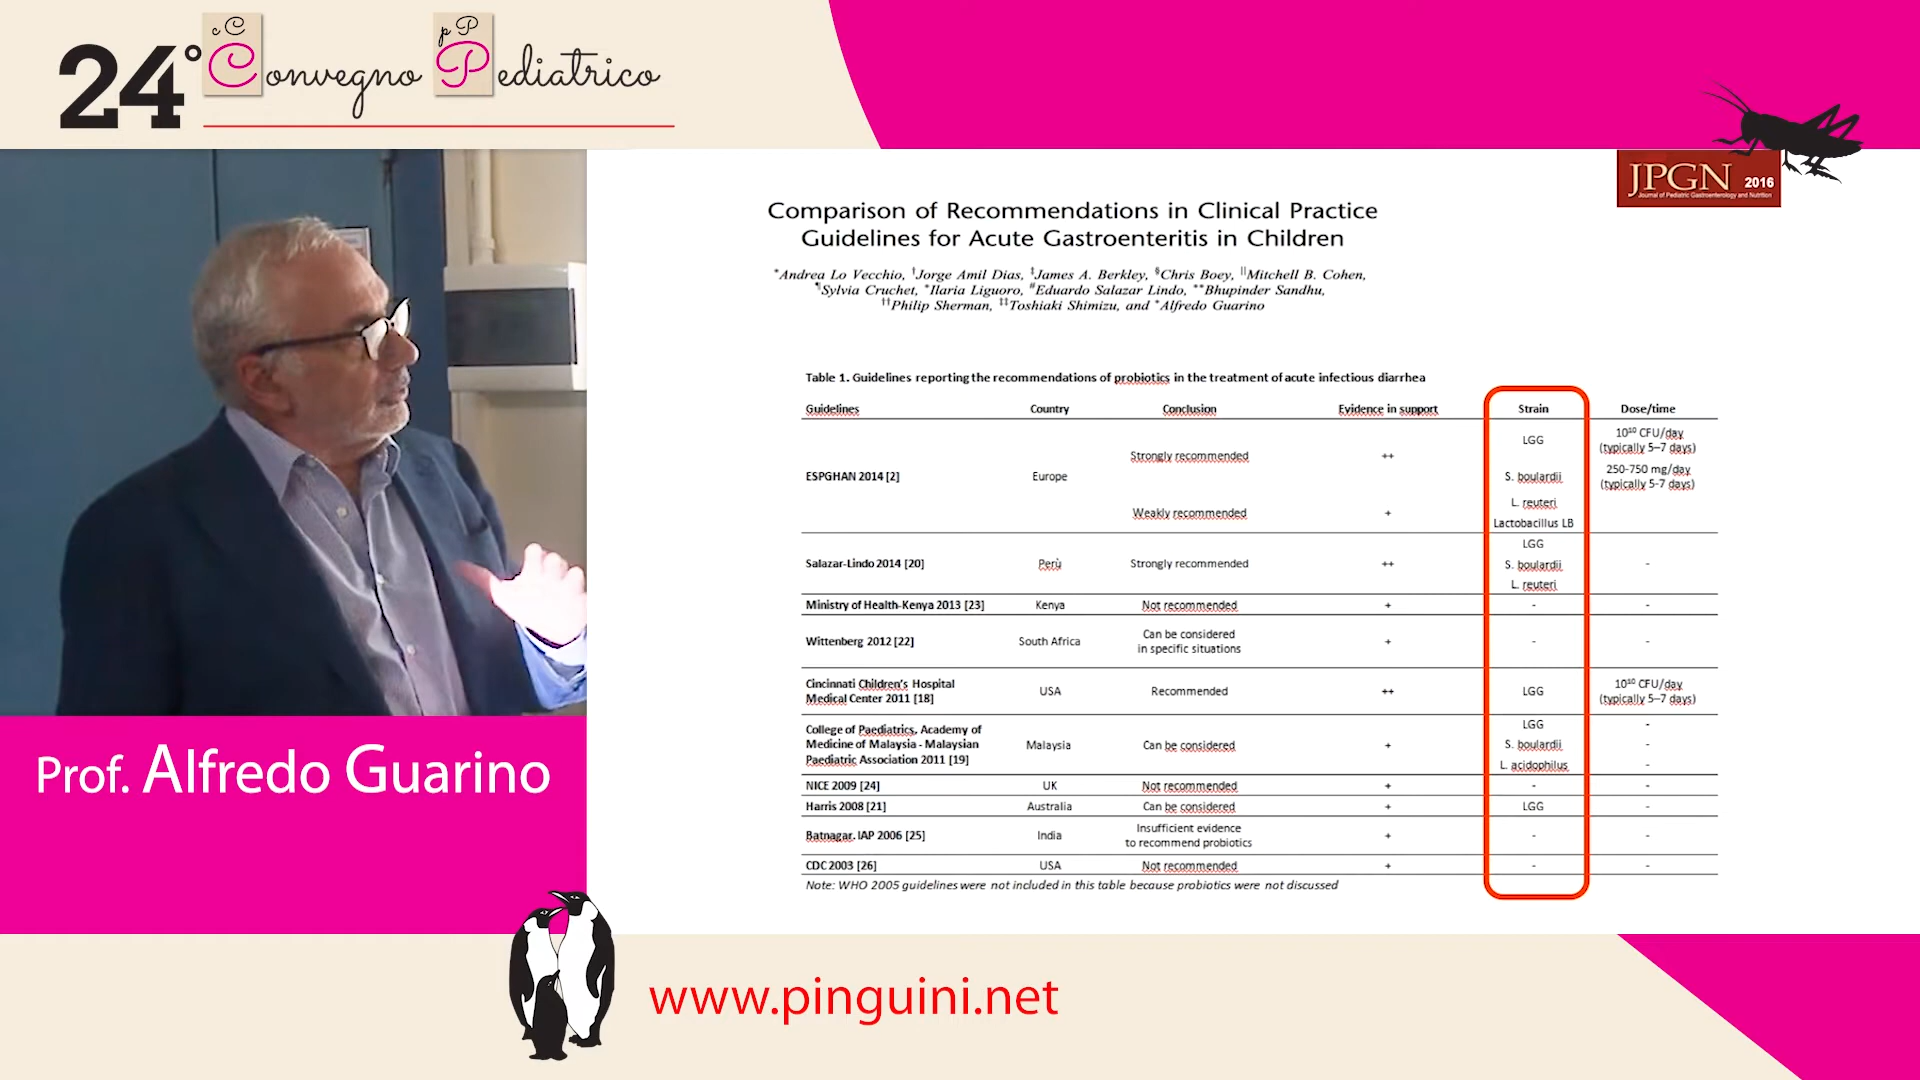 24° Convegno Pediatrico
c C
p P
JPGN 2016
Journal of Pediatric Gastroenterology and Nutrition
Comparison of Recommendations in Clinical Practice
Guidelines for Acute Gastroenteritis in Children
*Andrea Lo Vecchio, †Jorge Amil Dias, ‡James A. Berkley, §Chris Boey, ||Mitchell B. Cohen,
¶Sylvia Cruchet, *Ilaria Liguoro, #Eduardo Salazar Lindo, **Bhupinder Sandhu,
††Philip Sherman, ‡‡Toshiaki Shimizu, and *Alfredo Guarino
Table 1. Guidelines reporting the recommendations of probiotics in the treatment of acute infectious diarrhea
Guidelines Country Conclusion Evidence in support Strain Dose/time
ESPGHAN 2014 [2] Europe
Strongly recommended ++
LGG 10¹⁰ CFU/day
(typically 5–7 days)
S. boulardii 250-750 mg/day
(typically 5-7 days)
Weakly recommended +
L. reuteri
Lactobacillus LB
Salazar-Lindo 2014 [20] Perù Strongly recommended ++
LGG
S. boulardii -
L. reuteri
Ministry of Health-Kenya 2013 [23] Kenya Not recommended + - -
Wittenberg 2012 [22] South Africa
Can be considered
in specific situations
+ - -
Cincinnati Children's Hospital
Medical Center 2011 [18]
USA Recommended ++ LGG
10¹⁰ CFU/day
(typically 5–7 days)
College of Paediatrics, Academy of
Medicine of Malaysia - Malaysian
Paediatric Association 2011 [19]
Malaysia Can be considered +
LGG -
S. boulardii -
L. acidophilus -
NICE 2009 [24] UK Not recommended + - -
Harris 2008 [21] Australia Can be considered + LGG -
Batnagar. IAP 2006 [25] India
Insufficient evidence
to recommend probiotics
+ - -
CDC 2003 [26] USA Not recommended + - -
Note: WHO 2005 guidelines were not included in this table because probiotics were not discussed
Prof. Alfredo Guarino
www.pinguini.net